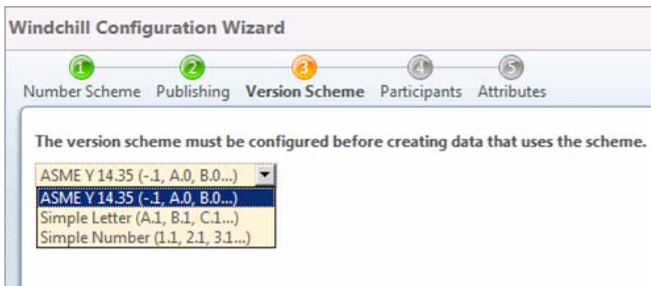 Windchill Configuration Wizard
1 2 3 4 5
Number Scheme Publishing Version Scheme Participants Attributes
The version scheme must be configured before creating data that uses the scheme.
ASME Y 14.35 (-.1, A.0, B.0...)
ASME Y 14.35 (-.1, A.0, B.0...)
Simple Letter (A.1, B.1, C.1...)
Simple Number (1.1, 2.1, 3.1...)